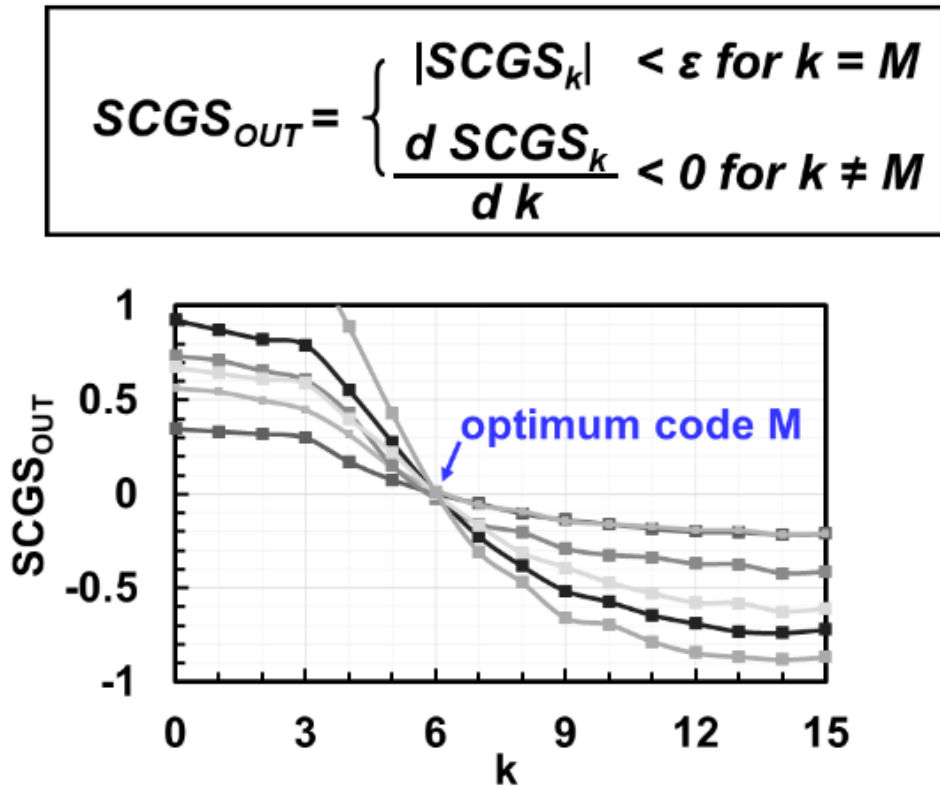 SCGS_OUT = { |SCGS_k| < ε for k = M
d SCGS_k / d k < 0 for k ≠ M
1
0.5
0
-0.5
-1
SCGS_OUT
optimum code M
0 3 6 9 12 15
k